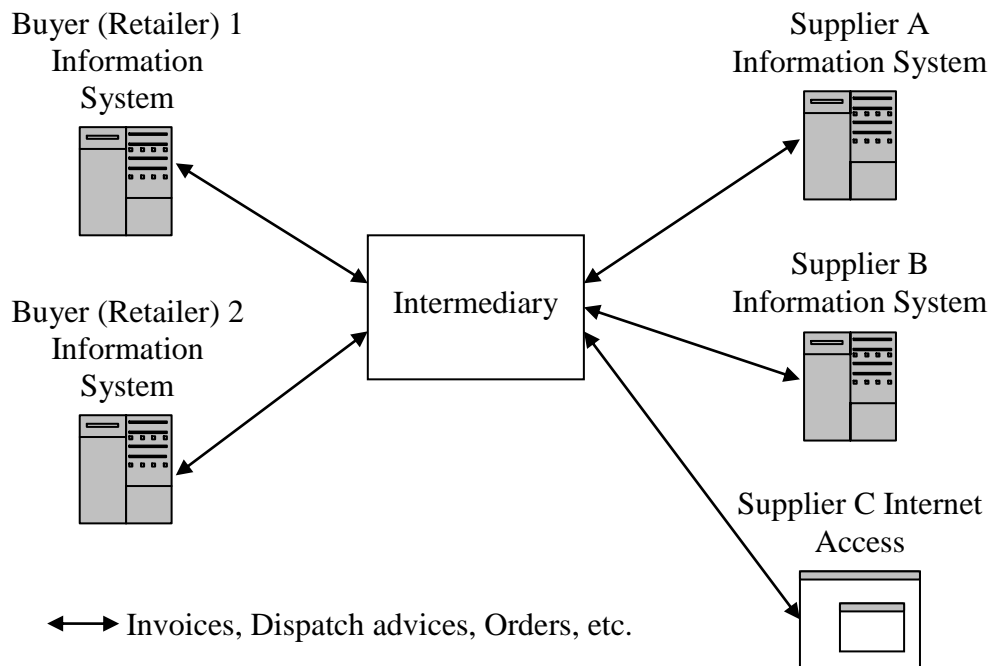 Buyer (Retailer) 1
Information
System
Supplier A
Information System
Intermediary
Buyer (Retailer) 2
Information
System
Supplier B
Information System
Supplier C Internet
Access
Invoices, Dispatch advices, Orders, etc.